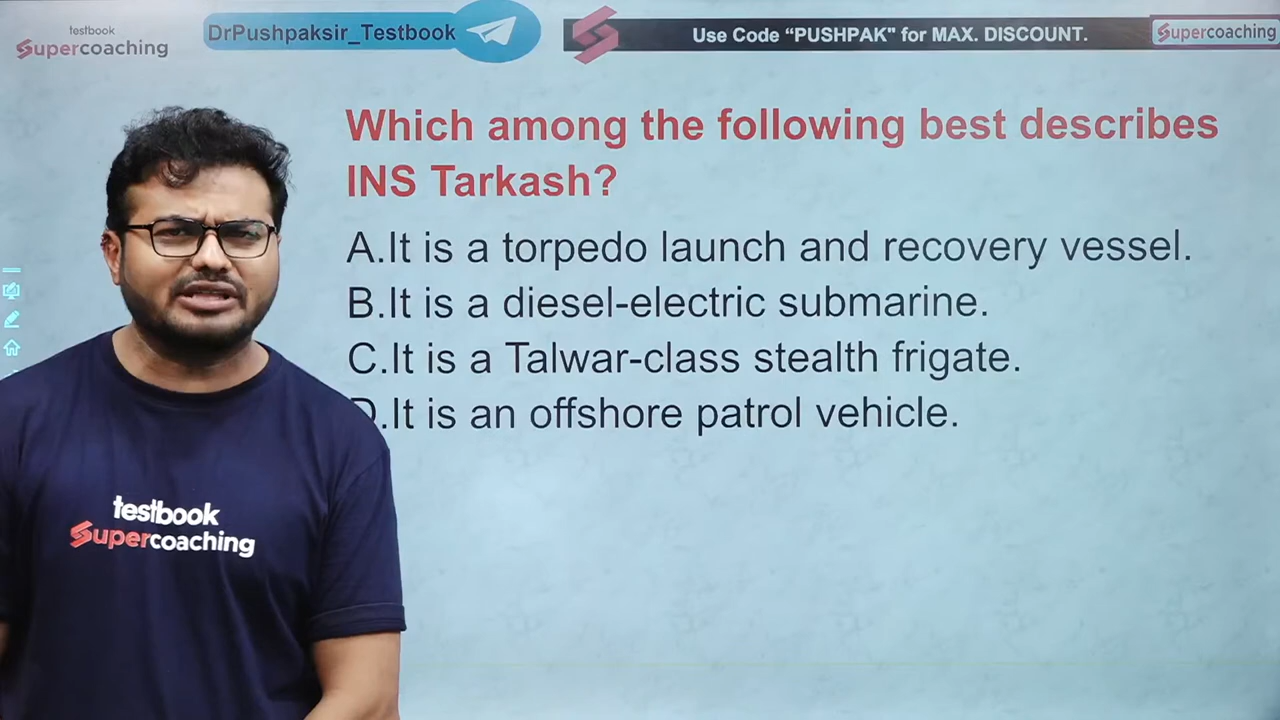 testbook
Supercoaching
DrPushpaksir_Testbook
Use Code “PUSHPAK" for MAX. DISCOUNT.
Supercoaching
Which among the following best describes
INS Tarkash?
A.It is a torpedo launch and recovery vessel.
B.It is a diesel-electric submarine.
C.It is a Talwar-class stealth frigate.
D.It is an offshore patrol vehicle.
testbook
Supercoaching